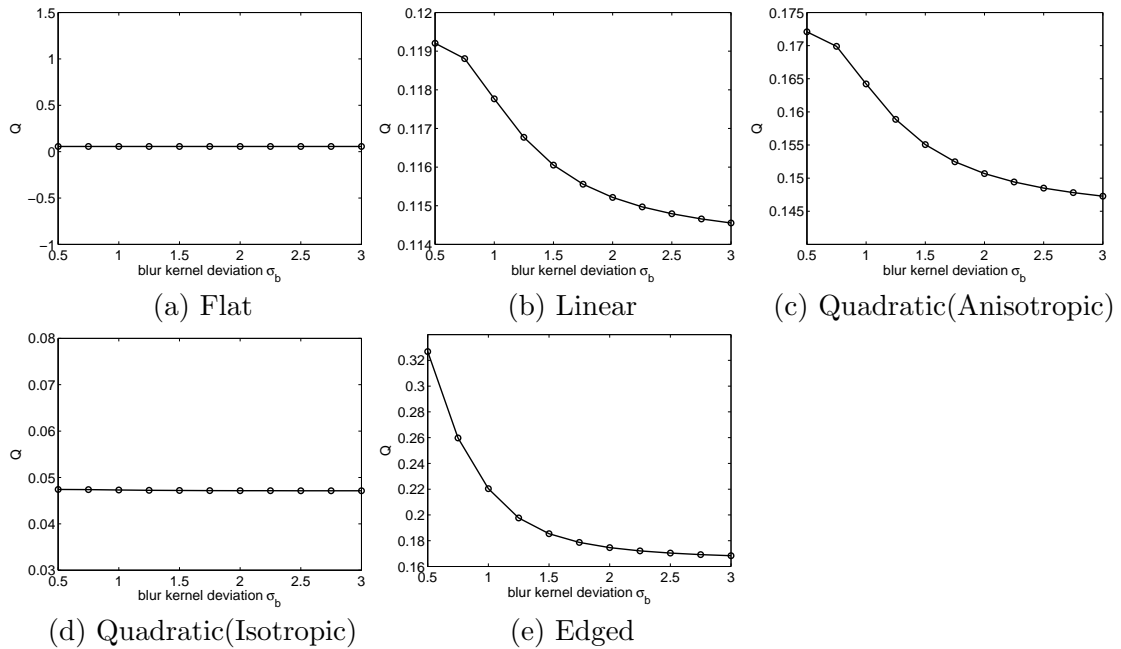 1.5
1
0.5
0
−0.5
−1
Q
0.5 1 1.5 2 2.5 3
blur kernel deviation σb
(a) Flat
0.12
0.119
0.118
0.117
0.116
0.115
0.114
Q
0.5 1 1.5 2 2.5 3
blur kernel deviation σb
(b) Linear
0.175
0.17
0.165
0.16
0.155
0.15
0.145
Q
0.5 1 1.5 2 2.5 3
blur kernel deviation σb
(c) Quadratic(Anisotropic)
0.08
0.07
0.06
0.05
0.04
0.03
Q
0.5 1 1.5 2 2.5 3
blur kernel deviation σb
(d) Quadratic(Isotropic)
0.32
0.3
0.28
0.26
0.24
0.22
0.2
0.18
0.16
Q
0.5 1 1.5 2 2.5 3
blur kernel deviation σb
(e) Edged